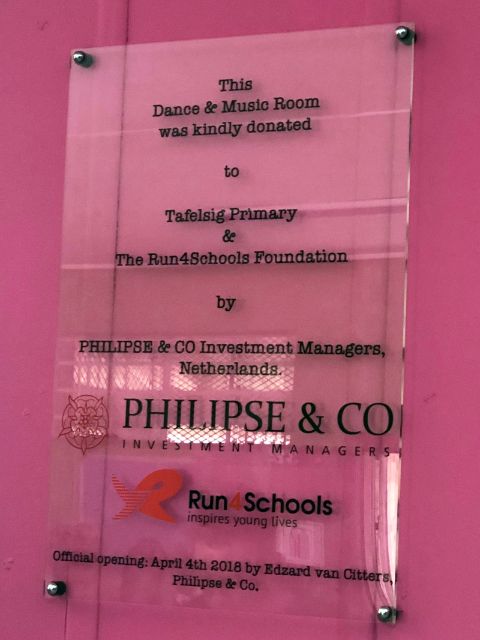 This
Dance & Music Room
was kindly donated
to
Tafelsig Primary
&
The Run4Schools Foundation
by
PHILIPSE & CO Investment Managers,
Netherlands.
PHILIPSE & CO
INVESTMENT MANAGERS
Run4Schools
inspires young lives
Official opening: April 4th 2018 by Edzard van Citters,
Philipse & Co.